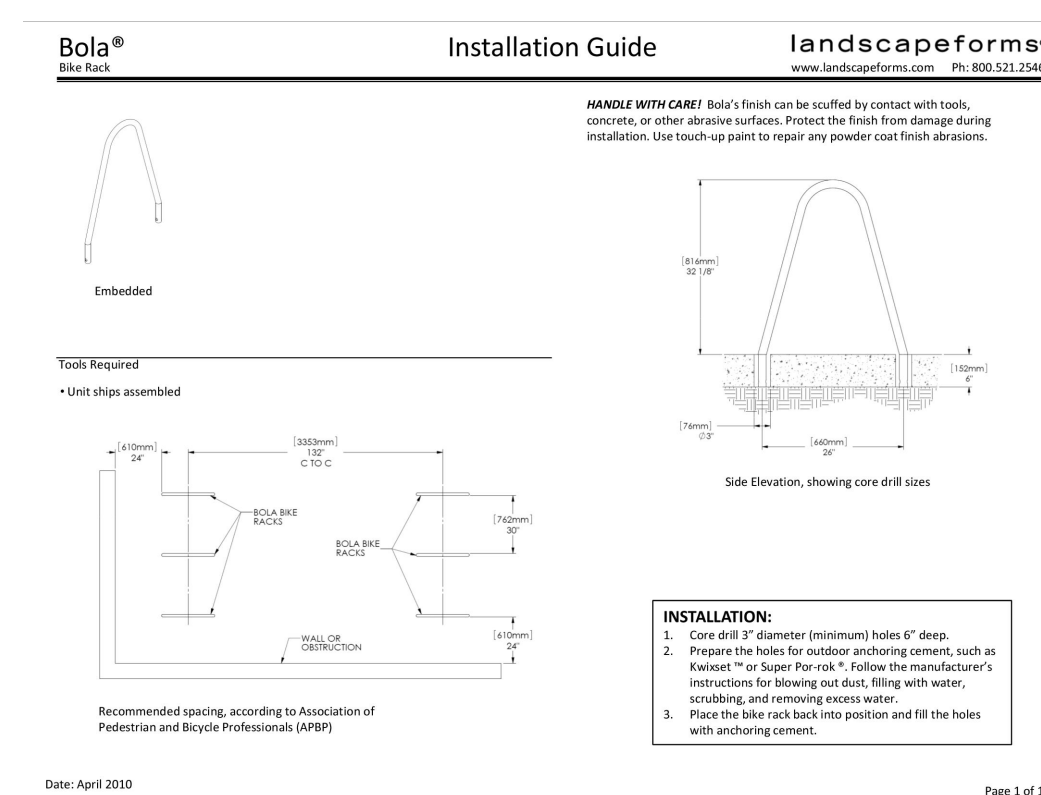 Bola®
Bike Rack
Installation Guide
landscapeforms
www.landscapeforms.com Ph: 800.521.2546
HANDLE WITH CARE! Bola's finish can be scuffed by contact with tools,
concrete, or other abrasive surfaces. Protect the finish from damage during
installation. Use touch-up paint to repair any powder coat finish abrasions.
Embedded
[816mm]
32 1/8"
[152mm]
6"
[76mm]
∅3"
[660mm]
26"
Side Elevation, showing core drill sizes
Tools Required
• Unit ships assembled
[610mm]
24"
[3353mm]
132"
C TO C
BOLA BIKE
RACKS
BOLA BIKE
RACKS
[762mm]
30"
[610mm]
24"
WALL OR
OBSTRUCTION
Recommended spacing, according to Association of
Pedestrian and Bicycle Professionals (APBP)
INSTALLATION:
1. Core drill 3” diameter (minimum) holes 6” deep.
2. Prepare the holes for outdoor anchoring cement, such as
Kwixset ™ or Super Por-rok ®. Follow the manufacturer's
instructions for blowing out dust, filling with water,
scrubbing, and removing excess water.
3. Place the bike rack back into position and fill the holes
with anchoring cement.
Date: April 2010
Page 1 of 1